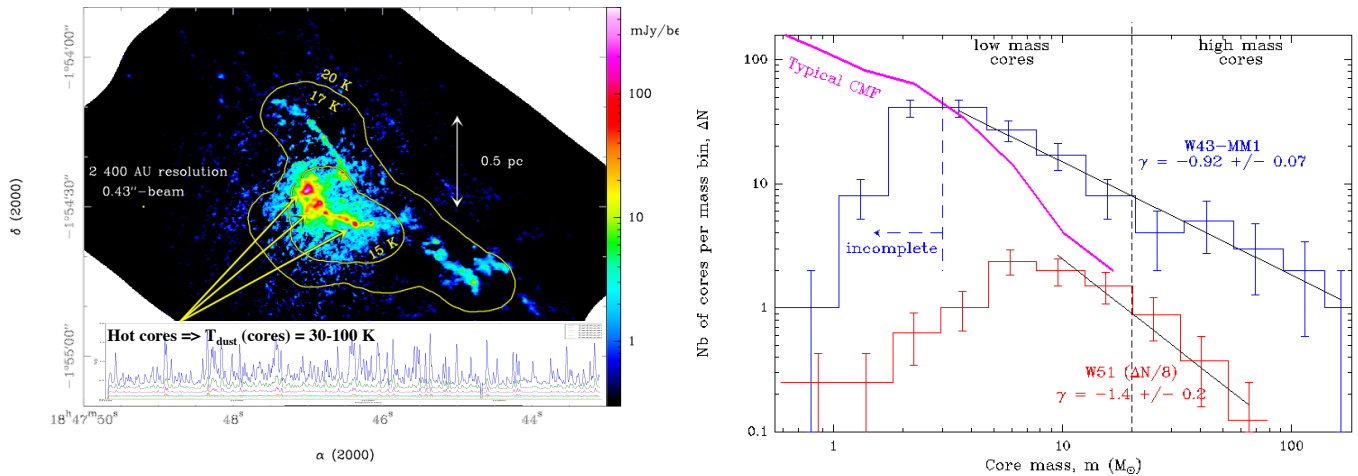 mJy/be
100
10
1
−1°54′00″
−1°54′30″
−1°55′00″
δ (2000)
20 K
17 K
15 K
0.5 pc
2 400 AU resolution
0.43″-beam
Hot cores => T_dust (cores) = 30-100 K
18h47m50s
48s
46s
44s
α (2000)
low mass
cores
high mass
cores
Typical CMF
W43−MM1
γ = −0.92 +/− 0.07
incomplete
W51 (ΔN/8)
γ = −1.4 +/− 0.2
Nb of cores per mass bin, ΔN
100
10
1
0.1
1
10
100
Core mass, m (M⊙)